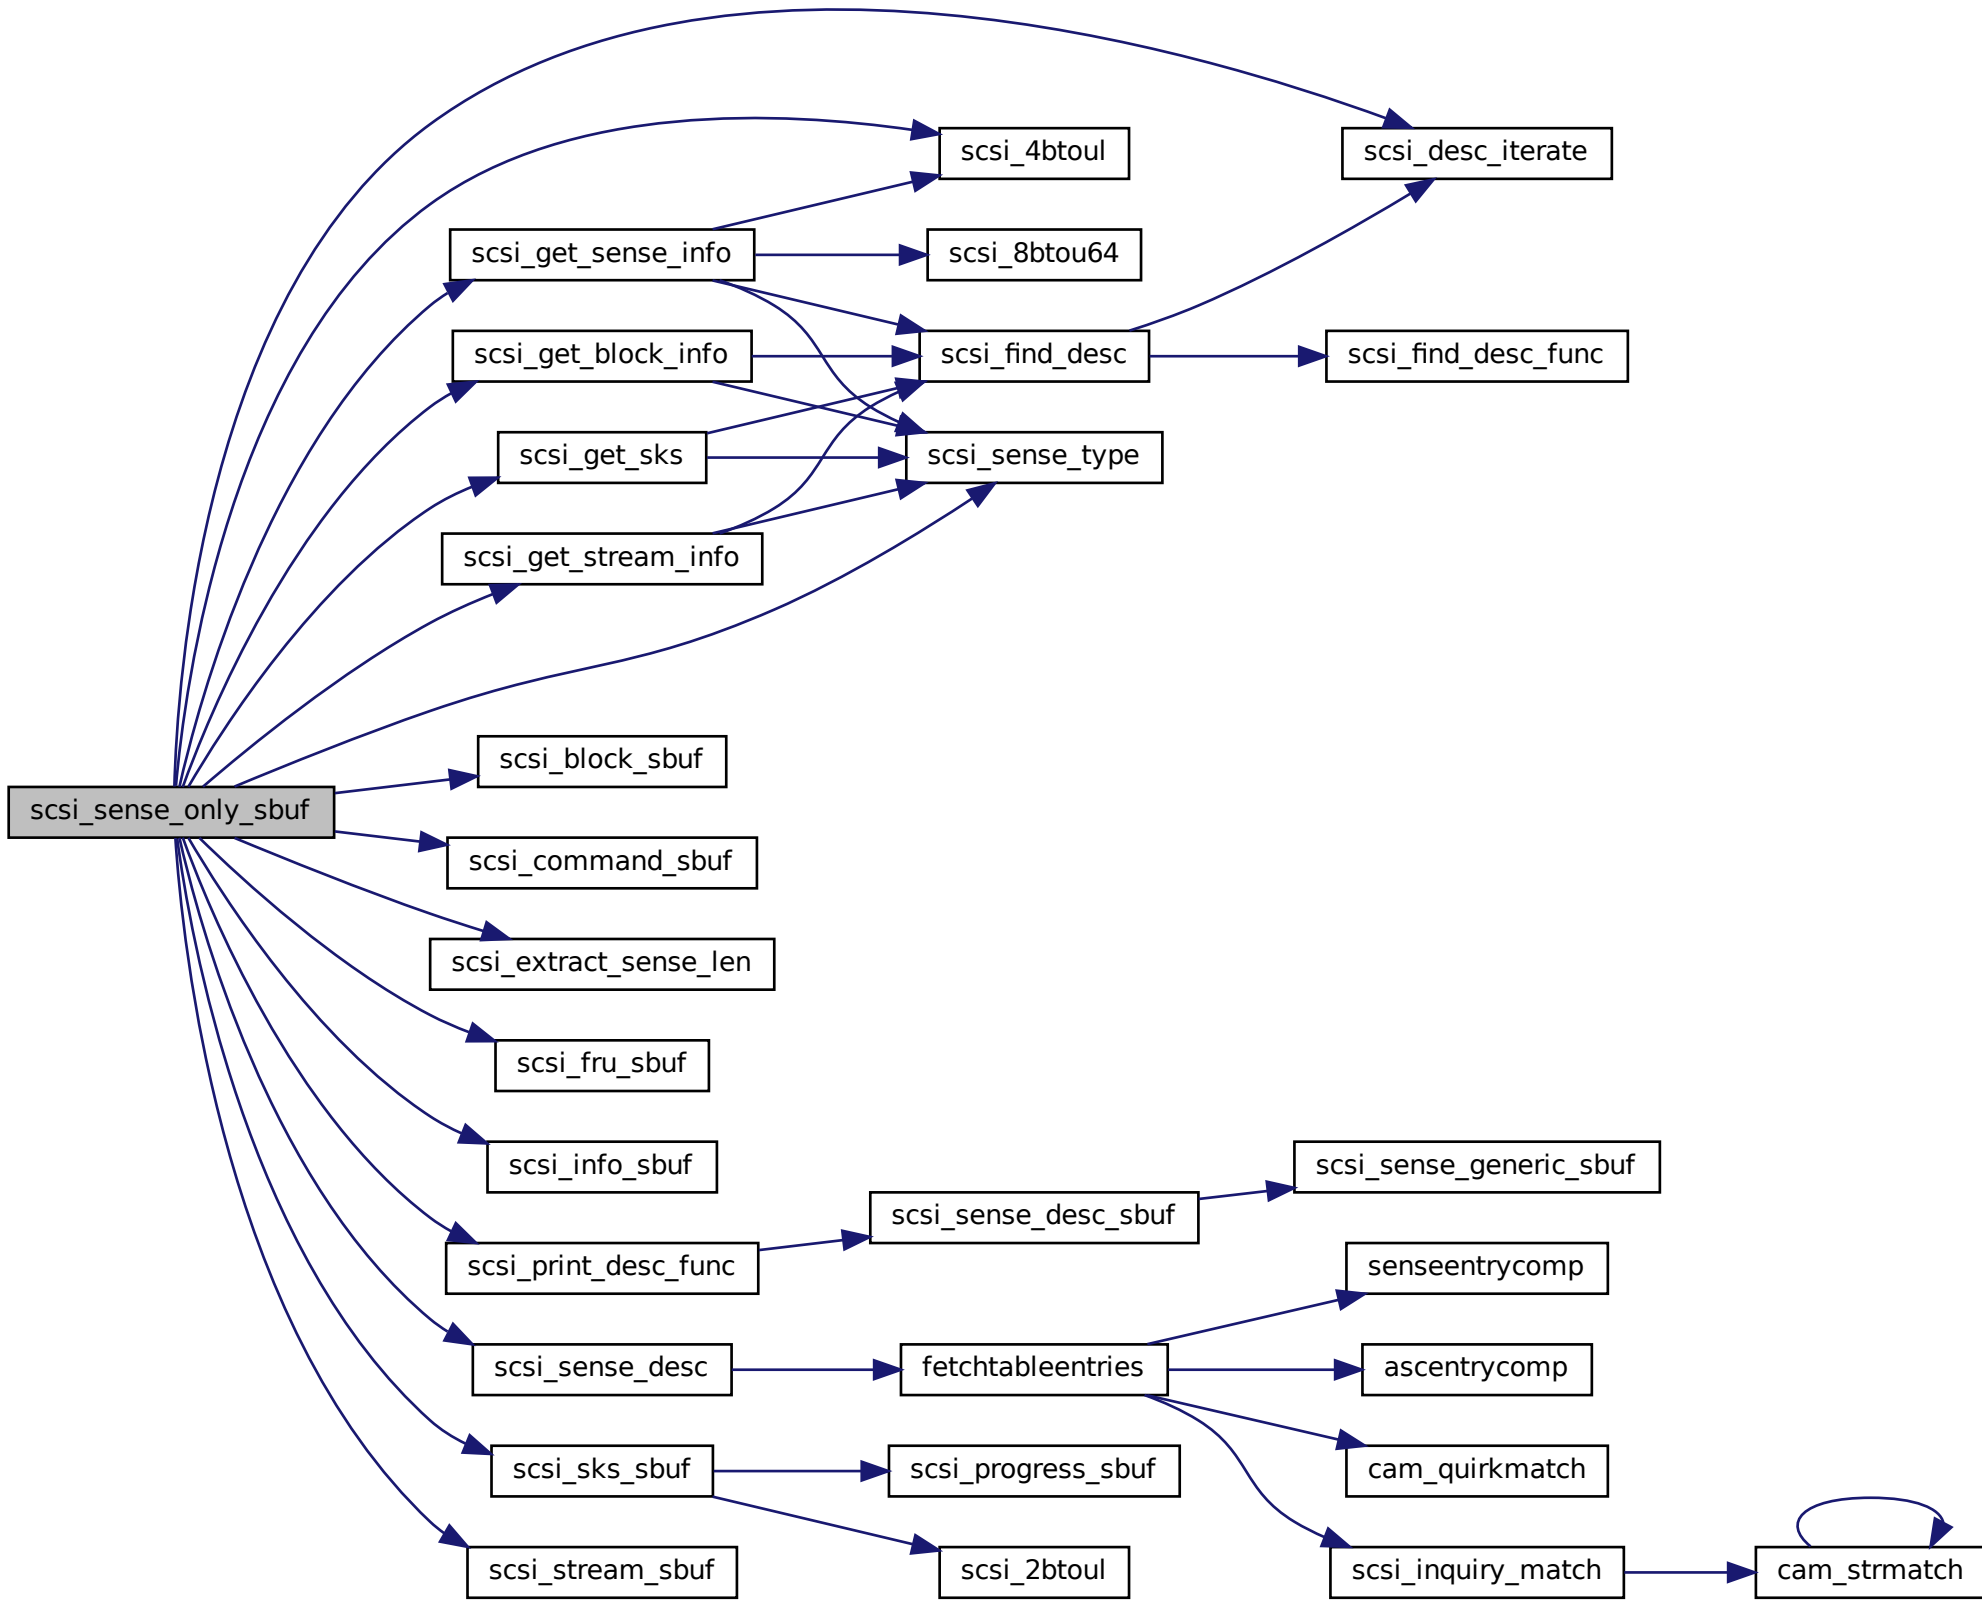 scsi_4btoul
scsi_desc_iterate
scsi_get_sense_info
scsi_8btou64
scsi_get_block_info
scsi_find_desc
scsi_find_desc_func
scsi_get_sks
scsi_sense_type
scsi_get_stream_info
scsi_block_sbuf
scsi_sense_only_sbuf
scsi_command_sbuf
scsi_extract_sense_len
scsi_fru_sbuf
scsi_info_sbuf
scsi_sense_generic_sbuf
scsi_sense_desc_sbuf
scsi_print_desc_func
senseentrycomp
scsi_sense_desc
fetchtableentries
ascentrycomp
scsi_sks_sbuf
scsi_progress_sbuf
cam_quirkmatch
scsi_stream_sbuf
scsi_2btoul
scsi_inquiry_match
cam_strmatch